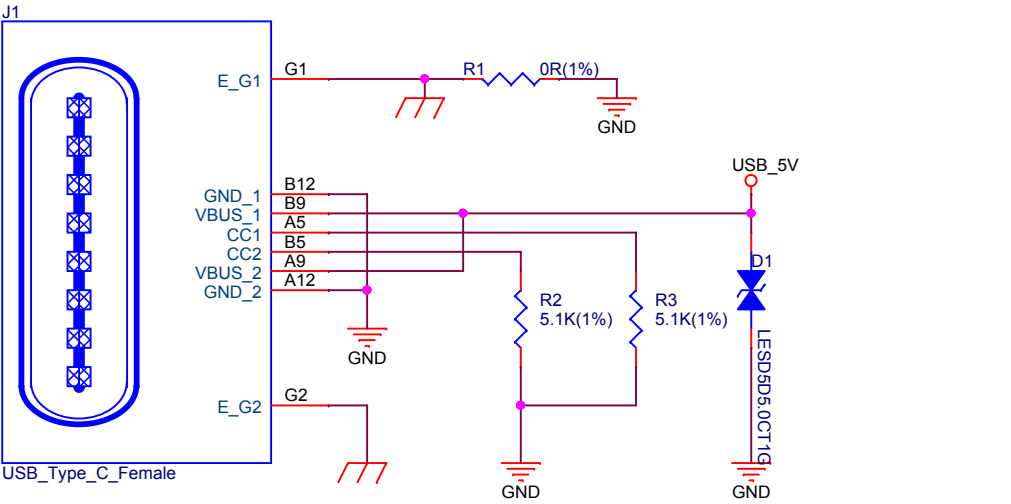 J1
E_G1
G1
R1
0R(1%)
GND
USB_5V
GND_1
B12
VBUS_1
B9
CC1
A5
CC2
B5
VBUS_2
A9
GND_2
A12
D1
R2
5.1K(1%)
R3
5.1K(1%)
LESD5D5.0CT1G
GND
E_G2
G2
USB_Type_C_Female
GND
GND